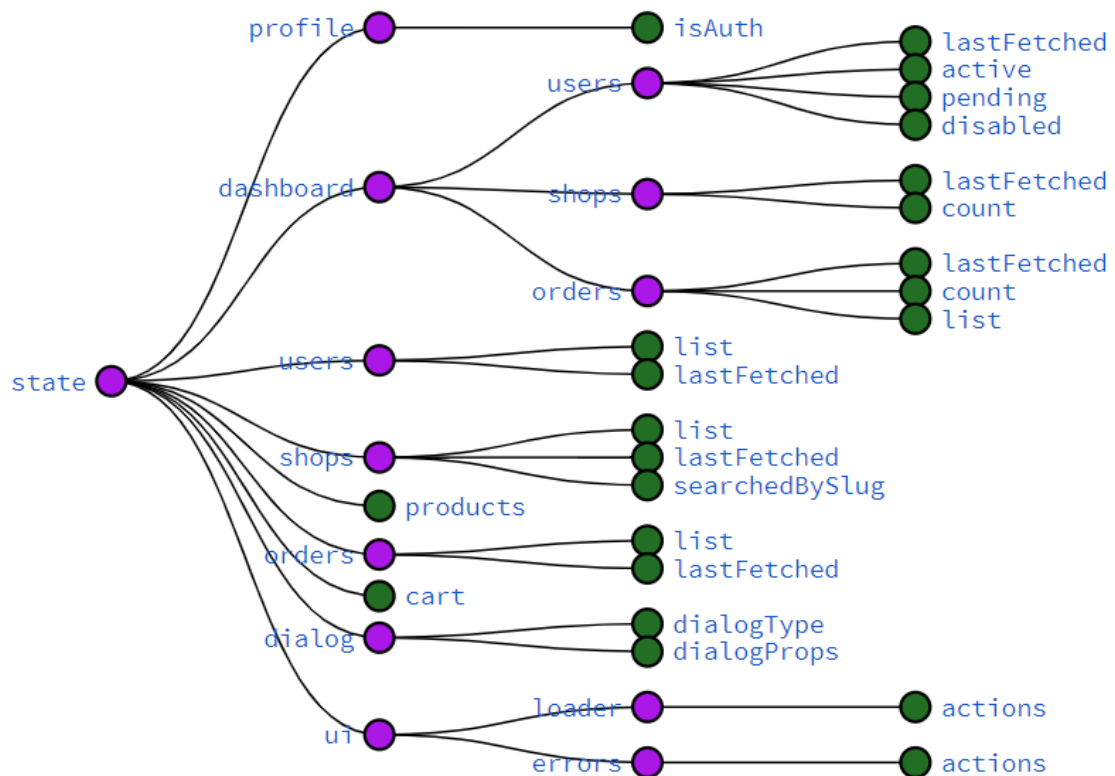 profile
isAuth
lastFetched
active
users
pending
disabled
dashboard
shops
lastFetched
count
orders
lastFetched
count
list
state
users
list
lastFetched
shops
list
lastFetched
searchedBySlug
products
orders
list
lastFetched
cart
dialog
dialogType
dialogProps
ui
loader
actions
errors
actions